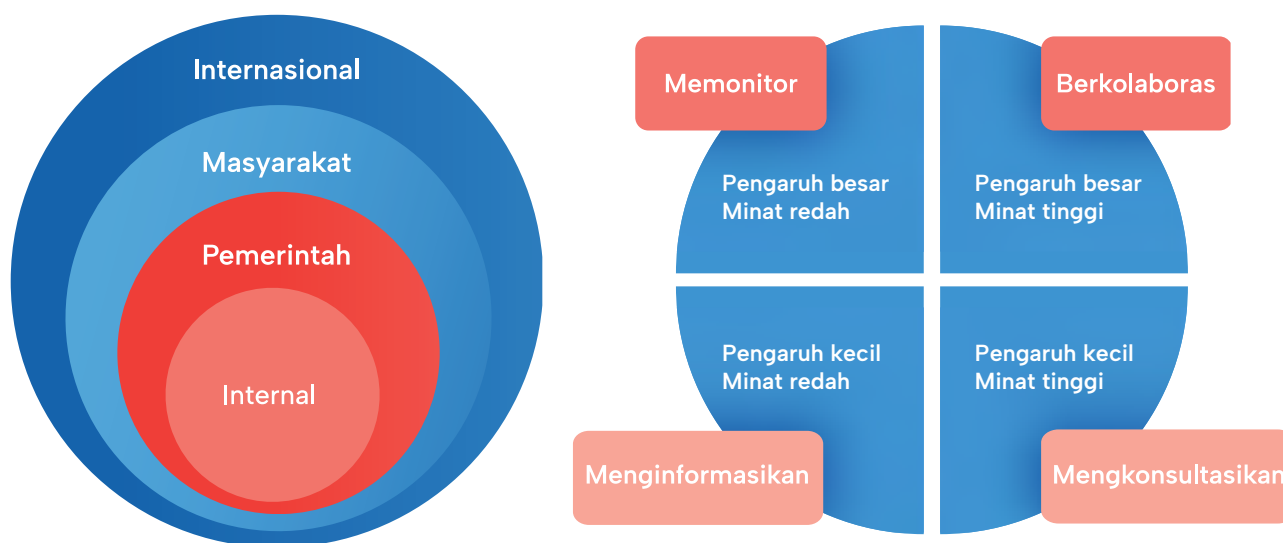 Internasional
Masyarakat
Pemerintah
Internal
Memonitor
Berkolaboras
Pengaruh besar
Minat redah
Pengaruh besar
Minat tinggi
Pengaruh kecil
Minat redah
Pengaruh kecil
Minat tinggi
Menginformasikan
Mengkonsultasikan